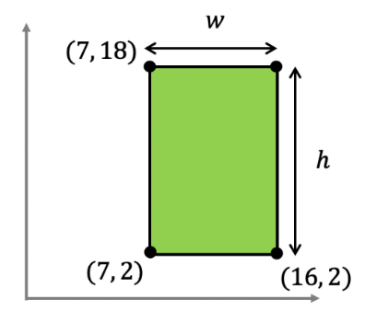 w
(7, 18)
h
(7, 2)
(16, 2)